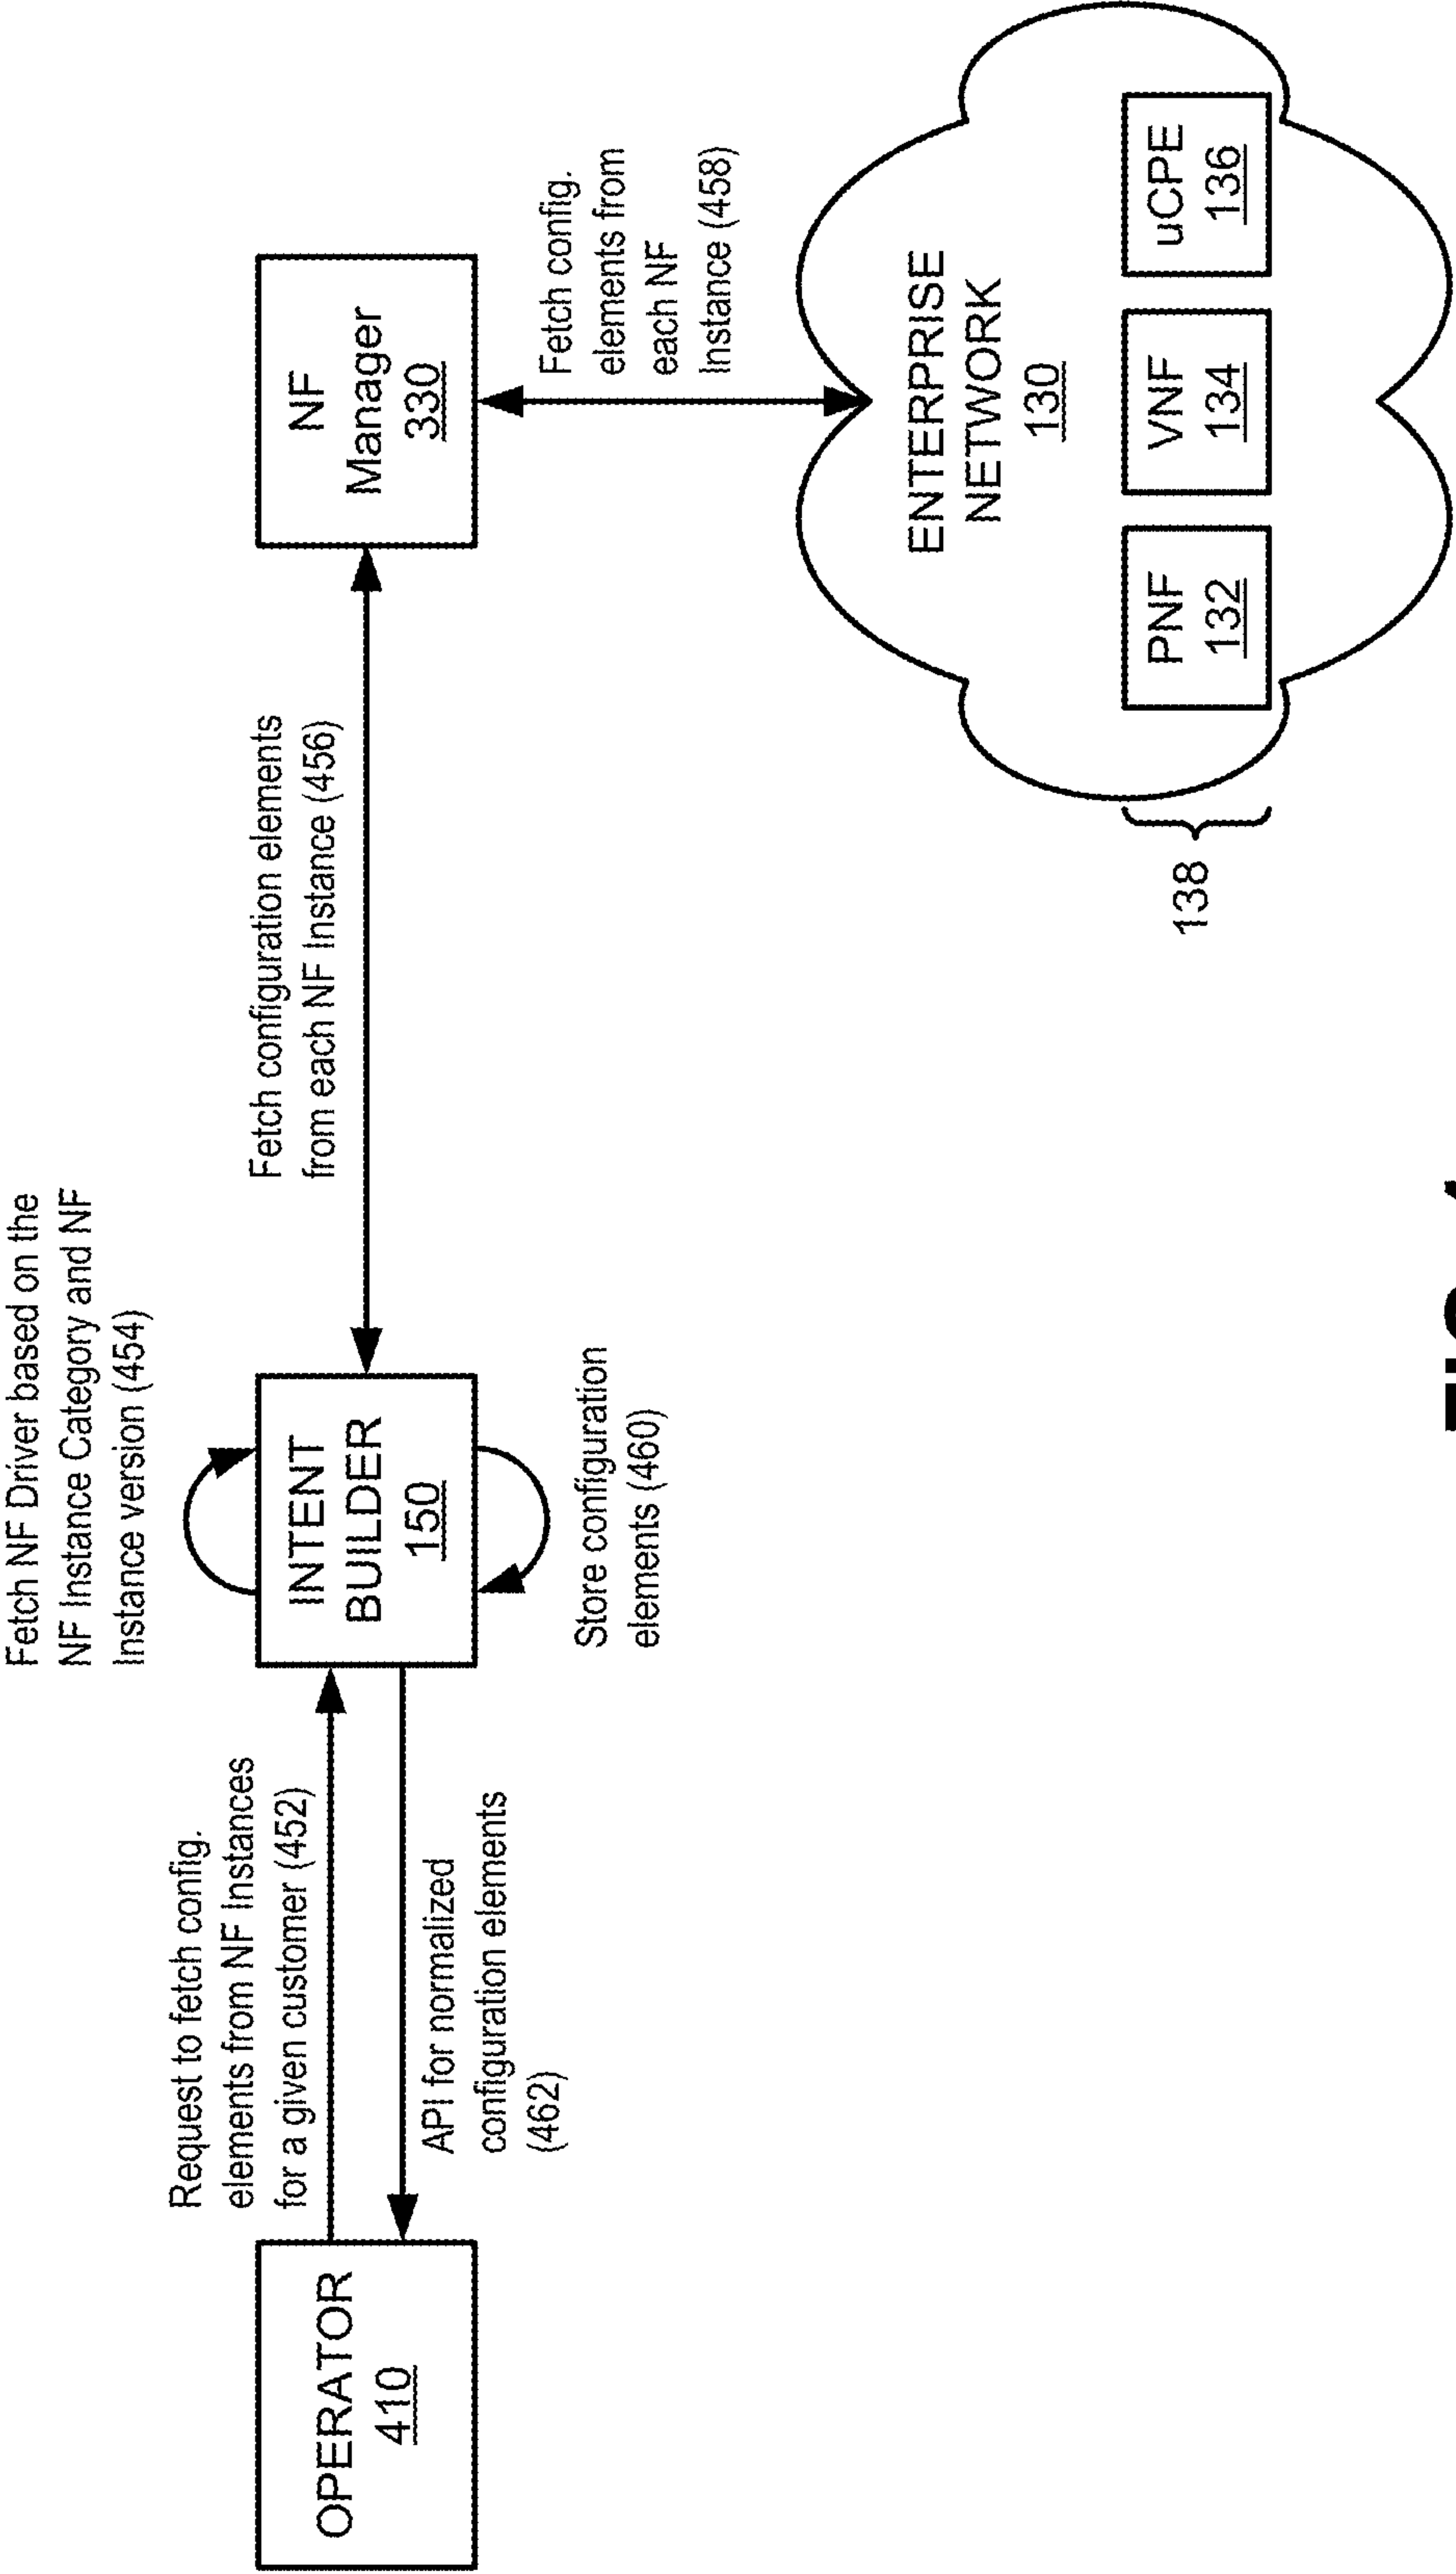 Fetch NF Driver based on the
NF Instance Category and NF
Instance version (454)
Request to fetch config.
elements from NF Instances
for a given customer (452)
Fetch configuration elements
from each NF Instance (456)
OPERATOR
410
INTENT
BUILDER
150
NF
Manager
330
API for normalized
configuration elements
(462)
Store configuration
elements (460)
Fetch config.
elements from
each NF
Instance (458)
ENTERPRISE
NETWORK
130
PNF
132
VNF
134
uCPE
136
138